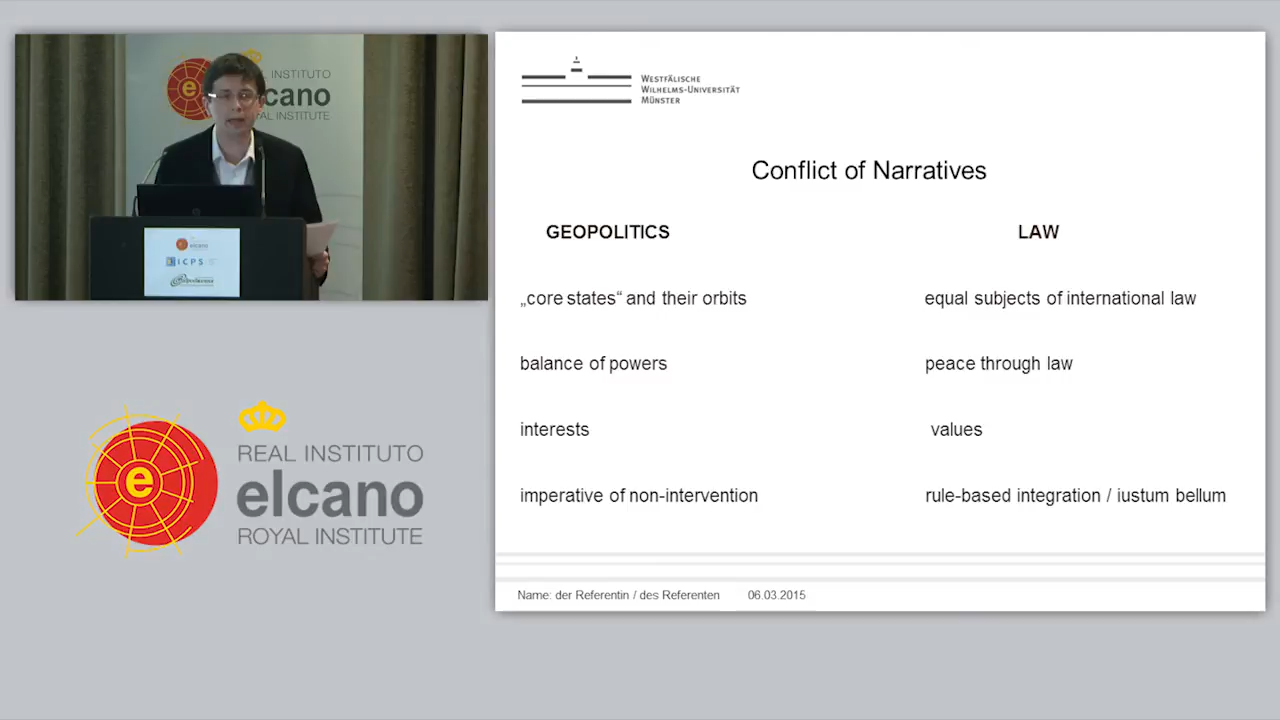 INSTITUTO
cano
ROYAL INSTITUTE
e
elcano
ICPS
REAL INSTITUTO
elcano
ROYAL INSTITUTE
e
WESTFÄLISCHE
WILHELMS-UNIVERSITÄT
MÜNSTER
Conflict of Narratives
GEOPOLITICS LAW
„core states“ and their orbits equal subjects of international law
balance of powers peace through law
interests values
imperative of non-intervention rule-based integration / iustum bellum
Name: der Referentin / des Referenten 06.03.2015